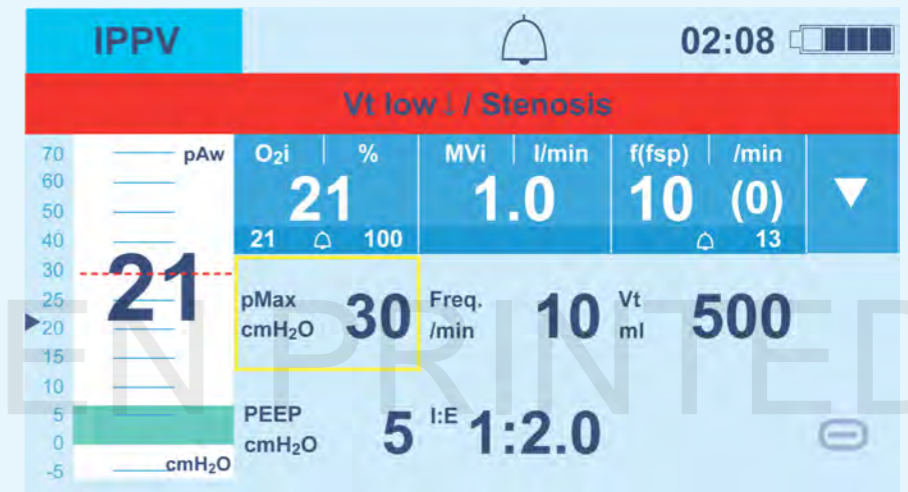 IPPV 02:08
Vt low ↓ / Stenosis
70 pAw O₂i % MVi l/min f(fsp) /min
60
50 21 1.0 10 (0)
40 21 100 13
30
21
25 pMax cmH₂O 30 Freq. /min 10 Vt ml 500
20
15
10
5 PEEP cmH₂O 5 I:E 1:2.0
0
-5 cmH₂O
EN PRINTED